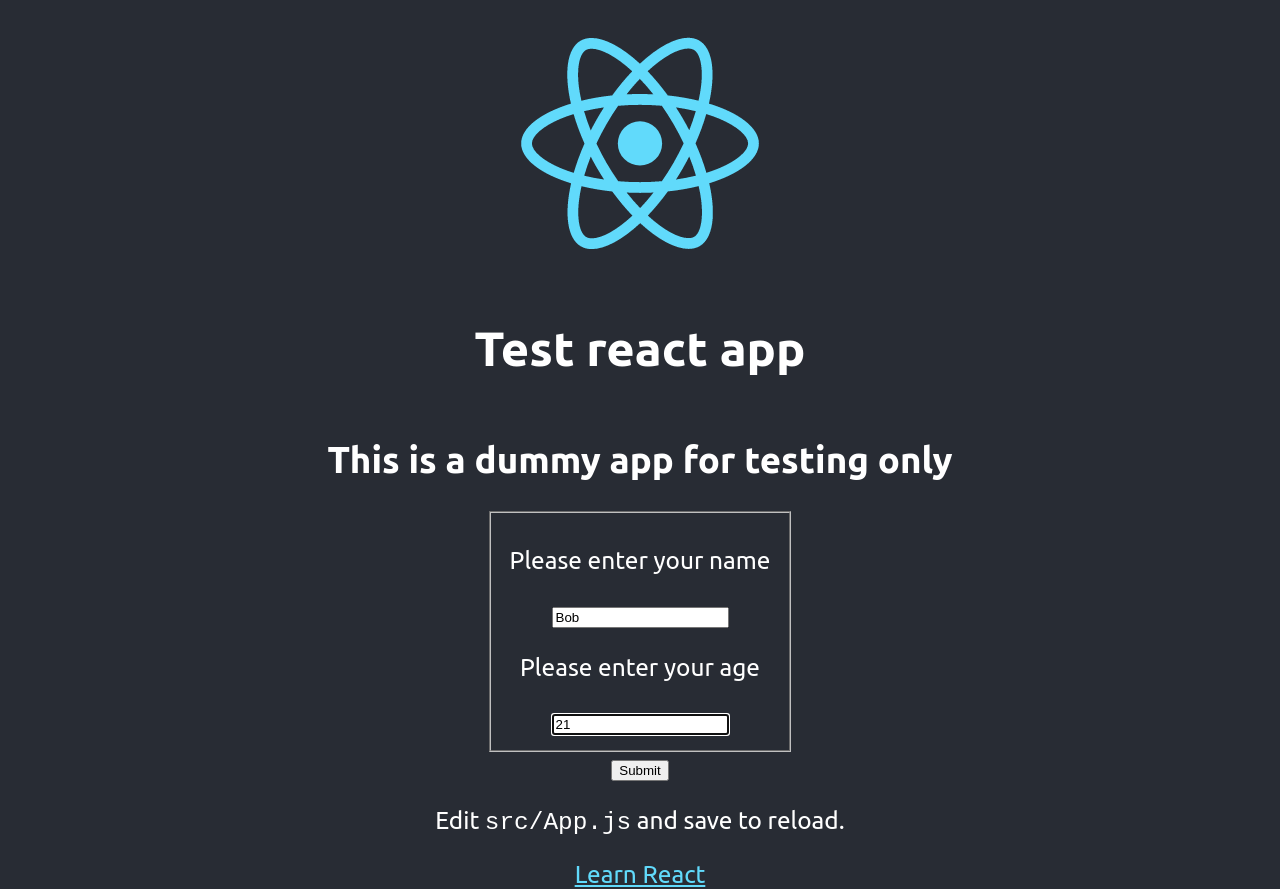 Test react app
This is a dummy app for testing only
Please enter your name
Bob
Please enter your age
21
Submit
Edit src/App.js and save to reload.
Learn React